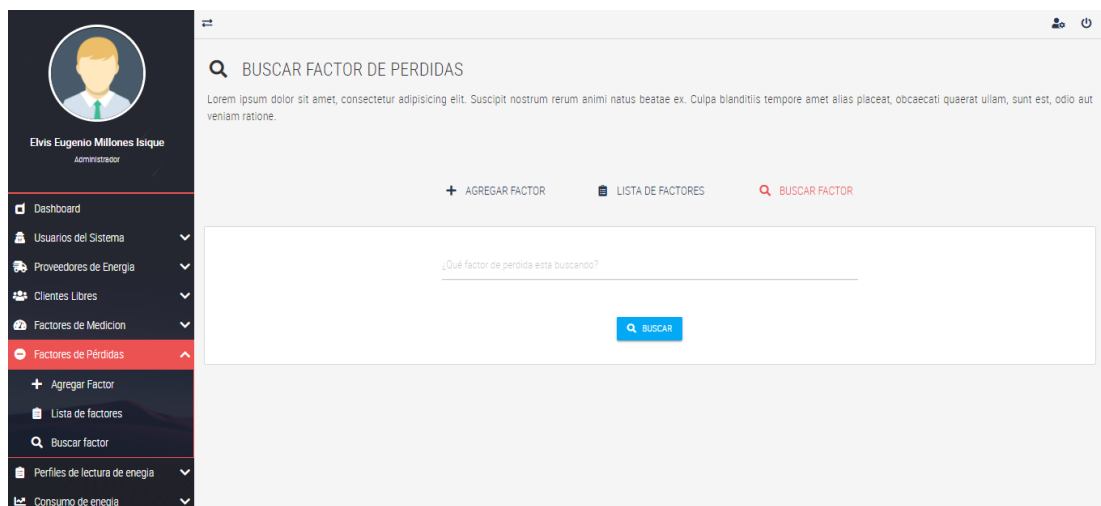 Elvis Eugenio Millones Isique
Administrador
Dashboard
Usuarios del Sistema
Proveedores de Energia
Clientes Libres
Factores de Medicion
Factores de Pérdidas
Agregar Factor
Lista de factores
Buscar factor
Perfiles de lectura de enegia
Consumo de enegia
BUSCAR FACTOR DE PERDIDAS
Lorem ipsum dolor sit amet, consectetur adipisicing elit. Suscipit nostrum rerum animi natus beatae ex. Culpa blanditiis tempore amet alias placeat, obcaecati quaerat ullam, sunt est, odio aut
veniam ratione.
AGREGAR FACTOR
LISTA DE FACTORES
BUSCAR FACTOR
¿Qué factor de perdida esta buscando?
BUSCAR